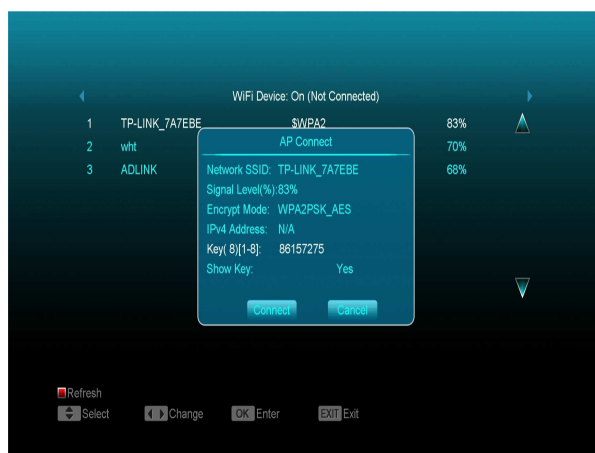 WiFi Device: On (Not Connected)
1 TP-LINK_7A7EBE $WPA2 83%
2 wht 70%
3 ADLINK 68%
AP Connect
Network SSID: TP-LINK_7A7EBE
Signal Level(%):83%
Encrypt Mode: WPA2PSK_AES
IPv4 Address: N/A
Key( 8)[1-8]: 86157275
Show Key: Yes
Connect Cancel
Refresh
Select Change OK Enter EXIT Exit